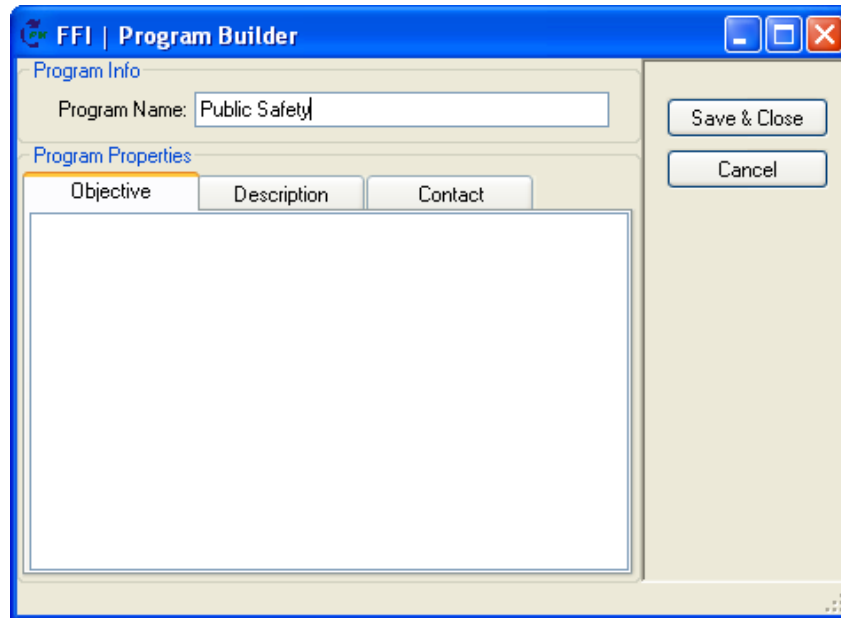 FFI | Program Builder
Program Info
Program Name: Public Safety
Save & Close
Program Properties
Cancel
Objective Description Contact